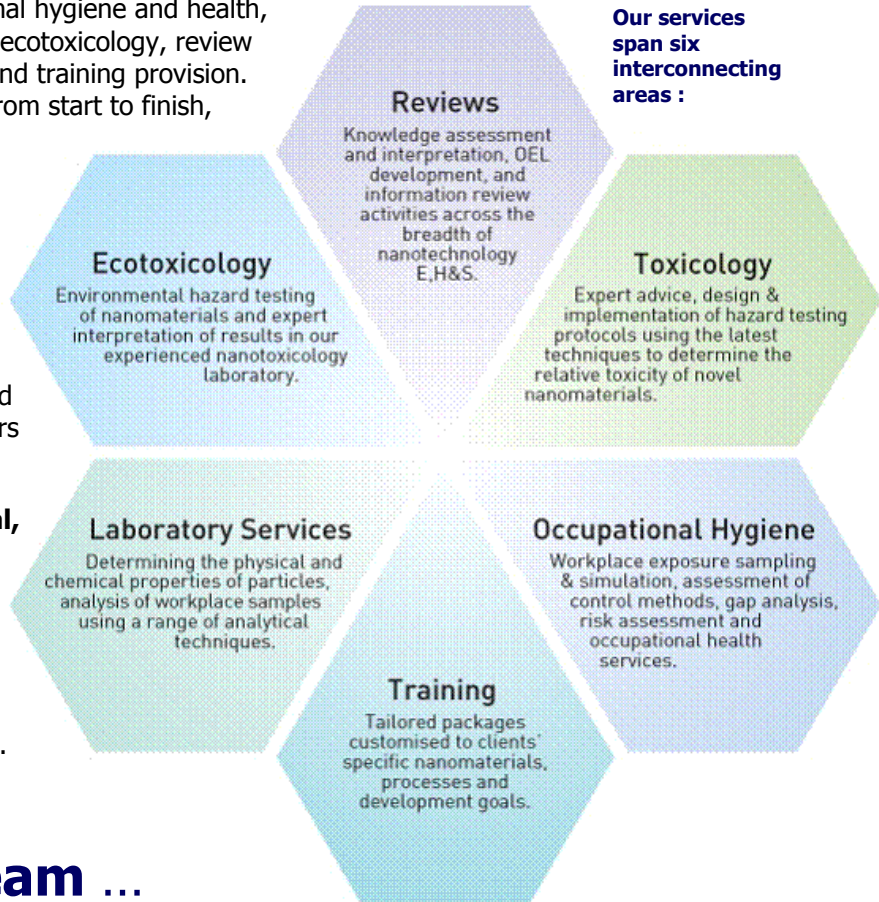 nal hygiene and health,
ecotoxicology, review
nd training provision.
rom start to finish,
Our services
span six
interconnecting
areas :
Reviews
Knowledge assessment
and interpretation, OEL
development, and
information review
activities across the
breadth of
nanotechnology
E,H&S.
Ecotoxicology
Environmental hazard testing
of nanomaterials and expert
interpretation of results in our
experienced nanotoxicology
laboratory.
Toxicology
Expert advice, design &
implementation of hazard testing
protocols using the latest
techniques to determine the
relative toxicity of novel
nanomaterials.
d
rs
al,
Laboratory Services
Determining the physical and
chemical properties of particles,
analysis of workplace samples
using a range of analytical
techniques.
Occupational Hygiene
Workplace exposure sampling
& simulation, assessment of
control methods, gap analysis,
risk assessment and
occupational health
services.
Training
Tailored packages
customised to clients'
specific nanomaterials,
processes and
development goals.
.
eam ...